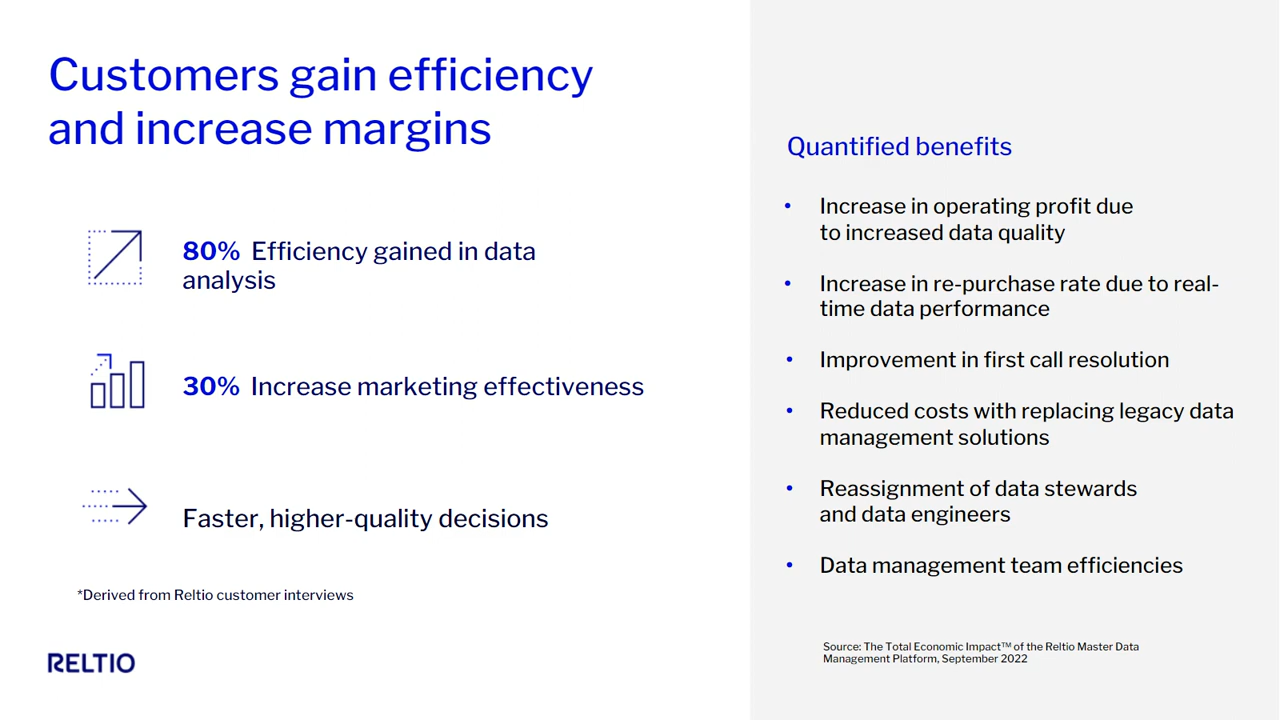 Customers gain efficiency
and increase margins
80% Efficiency gained in data
analysis
30% Increase marketing effectiveness
Faster, higher-quality decisions
*Derived from Reltio customer interviews
RELTIO
Quantified benefits
• Increase in operating profit due
to increased data quality
• Increase in re-purchase rate due to real-
time data performance
• Improvement in first call resolution
• Reduced costs with replacing legacy data
management solutions
• Reassignment of data stewards
and data engineers
• Data management team efficiencies
Source: The Total Economic Impact™ of the Reltio Master Data
Management Platform, September 2022